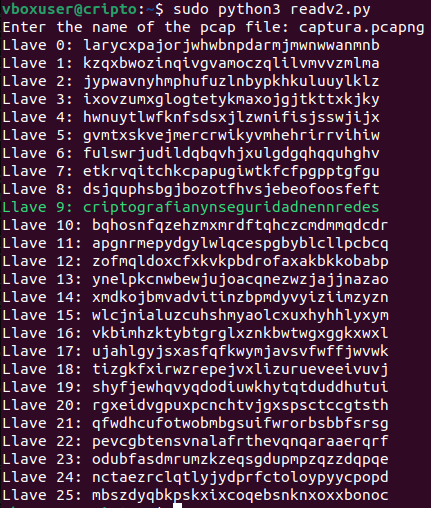 vboxuser@cripto:~$ sudo python3 readv2.py
Enter the name of the pcap file: captura.pcapng
Llave 0: larycxpajorjwhwbnpdarmjmwnwwanmnb
Llave 1: kzqxbwozinqivgvamoczqlilvmvvzmlma
Llave 2: jypwavnyhmphufuzlnbypkhkuluuylklz
Llave 3: ixovzumxglogtetykmaxojgjtkttxkjky
Llave 4: hwnuytlwfknfsdsxjlzwnifisjsswjijx
Llave 5: gvmtxskvejmercrwikyvmhehrirrvihiw
Llave 6: fulswrjudildqbqvhjxulgdgqhqquhghv
Llave 7: etkrvqitchkcpapugiwtkfcfpgpptgfgu
Llave 8: dsjquphsbgjbozotfhvsjebeofoosfeft
Llave 9: criptografianynseguridadnennredes
Llave 10: bqhosnfqzehzmxmrdftqhczcmdmmqdcdr
Llave 11: apgnrmepydgylwlqcespgbyblcllpcbcq
Llave 12: zofmqldoxcfxkvkpbdrofaxakbkkobabp
Llave 13: ynelpkcnwbewjujoacqnezwzjajjnazao
Llave 14: xmdkojbmvadvitinzbpmdyvyiziimzyzn
Llave 15: wlcjnialuzcuhshmyaolcxuxhyhhlyxym
Llave 16: vkbimhzktybtgrglxznkbwtwgxggkxwxl
Llave 17: ujahlgyjsxasfqfkwymjavsvfwffjwvwk
Llave 18: tizgkfxirwzrepejvxlizurueveeivuvj
Llave 19: shyfjewhqvyqdodiuwkhytqtduddhutui
Llave 20: rgxeidvgpuxpcnchtvjgxspsctccgtsth
Llave 21: qfwdhcufotwobmbgsuifwrorbsbbfsrsg
Llave 22: pevcgbtensvnalafrthevqnqaraaerqrf
Llave 23: odubfasdmrumzkzeqsgdupmpzqzzdqpqe
Llave 24: nctaezrclqtlyjydprfctoloypyycpopd
Llave 25: mbszdyqbkpskxixcoqebsnknxoxxbonoc